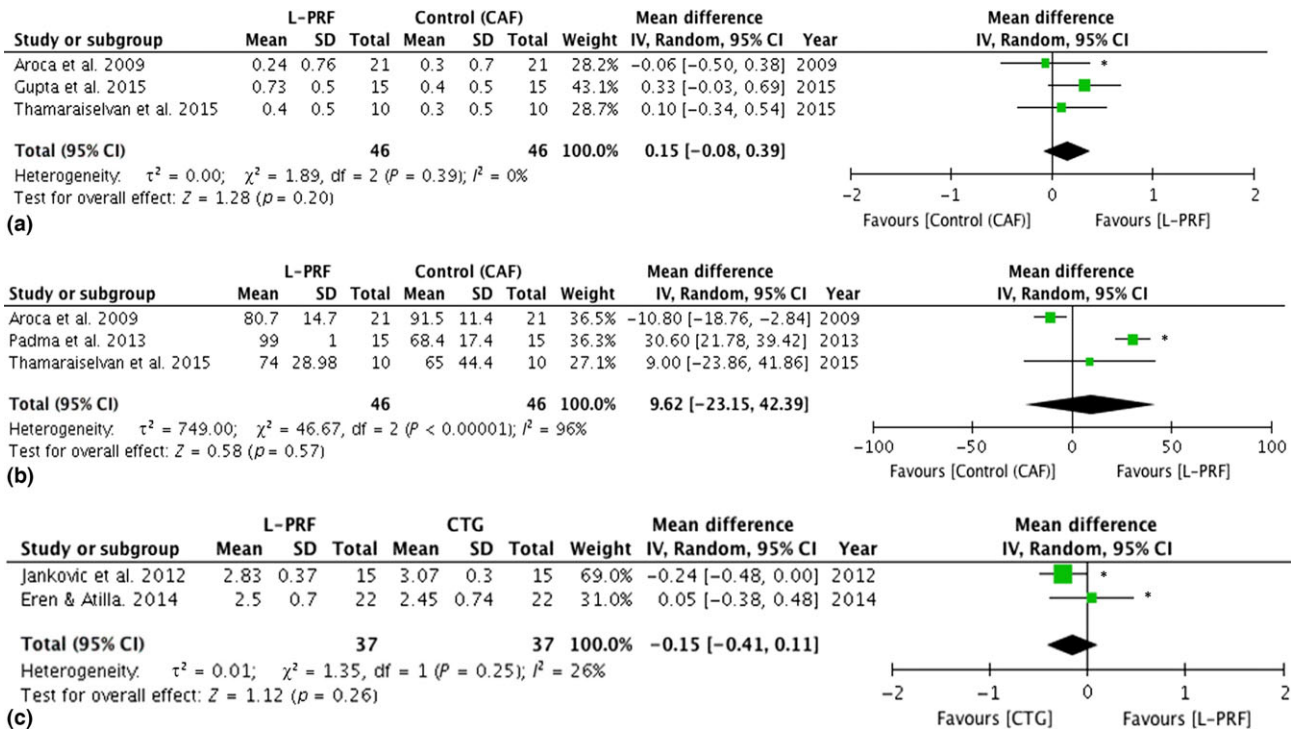 L-PRF Control (CAF) Mean difference Mean difference
Study or subgroup Mean SD Total Mean SD Total Weight IV, Random, 95% CI Year IV, Random, 95% CI
Aroca et al. 2009 0.24 0.76 21 0.3 0.7 21 28.2% −0.06 [−0.50, 0.38] 2009 *
Gupta et al. 2015 0.73 0.5 15 0.4 0.5 15 43.1% 0.33 [−0.03, 0.69] 2015
Thamaraiselvan et al. 2015 0.4 0.5 10 0.3 0.5 10 28.7% 0.10 [−0.34, 0.54] 2015
Total (95% CI) 46 46 100.0% 0.15 [−0.08, 0.39]
Heterogeneity: τ² = 0.00; χ² = 1.89, df = 2 (P = 0.39); I² = 0%
Test for overall effect: Z = 1.28 (p = 0.20)
−2 −1 0 1 2
Favours [Control (CAF)] Favours [L-PRF]
(a)
L-PRF Control (CAF) Mean difference Mean difference
Study or subgroup Mean SD Total Mean SD Total Weight IV, Random, 95% CI Year IV, Random, 95% CI
Aroca et al. 2009 80.7 14.7 21 91.5 11.4 21 36.5% −10.80 [−18.76, −2.84] 2009
Padma et al. 2013 99 1 15 68.4 17.4 15 36.3% 30.60 [21.78, 39.42] 2013 *
Thamaraiselvan et al. 2015 74 28.98 10 65 44.4 10 27.1% 9.00 [−23.86, 41.86] 2015
Total (95% CI) 46 46 100.0% 9.62 [−23.15, 42.39]
Heterogeneity: τ² = 749.00; χ² = 46.67, df = 2 (P < 0.00001); I² = 96%
Test for overall effect: Z = 0.58 (p = 0.57)
−100 −50 0 50 100
Favours [Control (CAF)] Favours [L-PRF]
(b)
L-PRF CTG Mean difference Mean difference
Study or subgroup Mean SD Total Mean SD Total Weight IV, Random, 95% CI Year IV, Random, 95% CI
Jankovic et al. 2012 2.83 0.37 15 3.07 0.3 15 69.0% −0.24 [−0.48, 0.00] 2012 *
Eren & Atilla. 2014 2.5 0.7 22 2.45 0.74 22 31.0% 0.05 [−0.38, 0.48] 2014 *
Total (95% CI) 37 37 100.0% −0.15 [−0.41, 0.11]
Heterogeneity: τ² = 0.01; χ² = 1.35, df = 1 (P = 0.25); I² = 26%
Test for overall effect: Z = 1.12 (p = 0.26)
−2 −1 0 1 2
Favours [CTG] Favours [L-PRF]
(c)